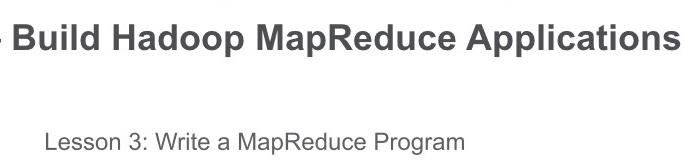 - Build Hadoop MapReduce Applications
Lesson 3: Write a MapReduce Program